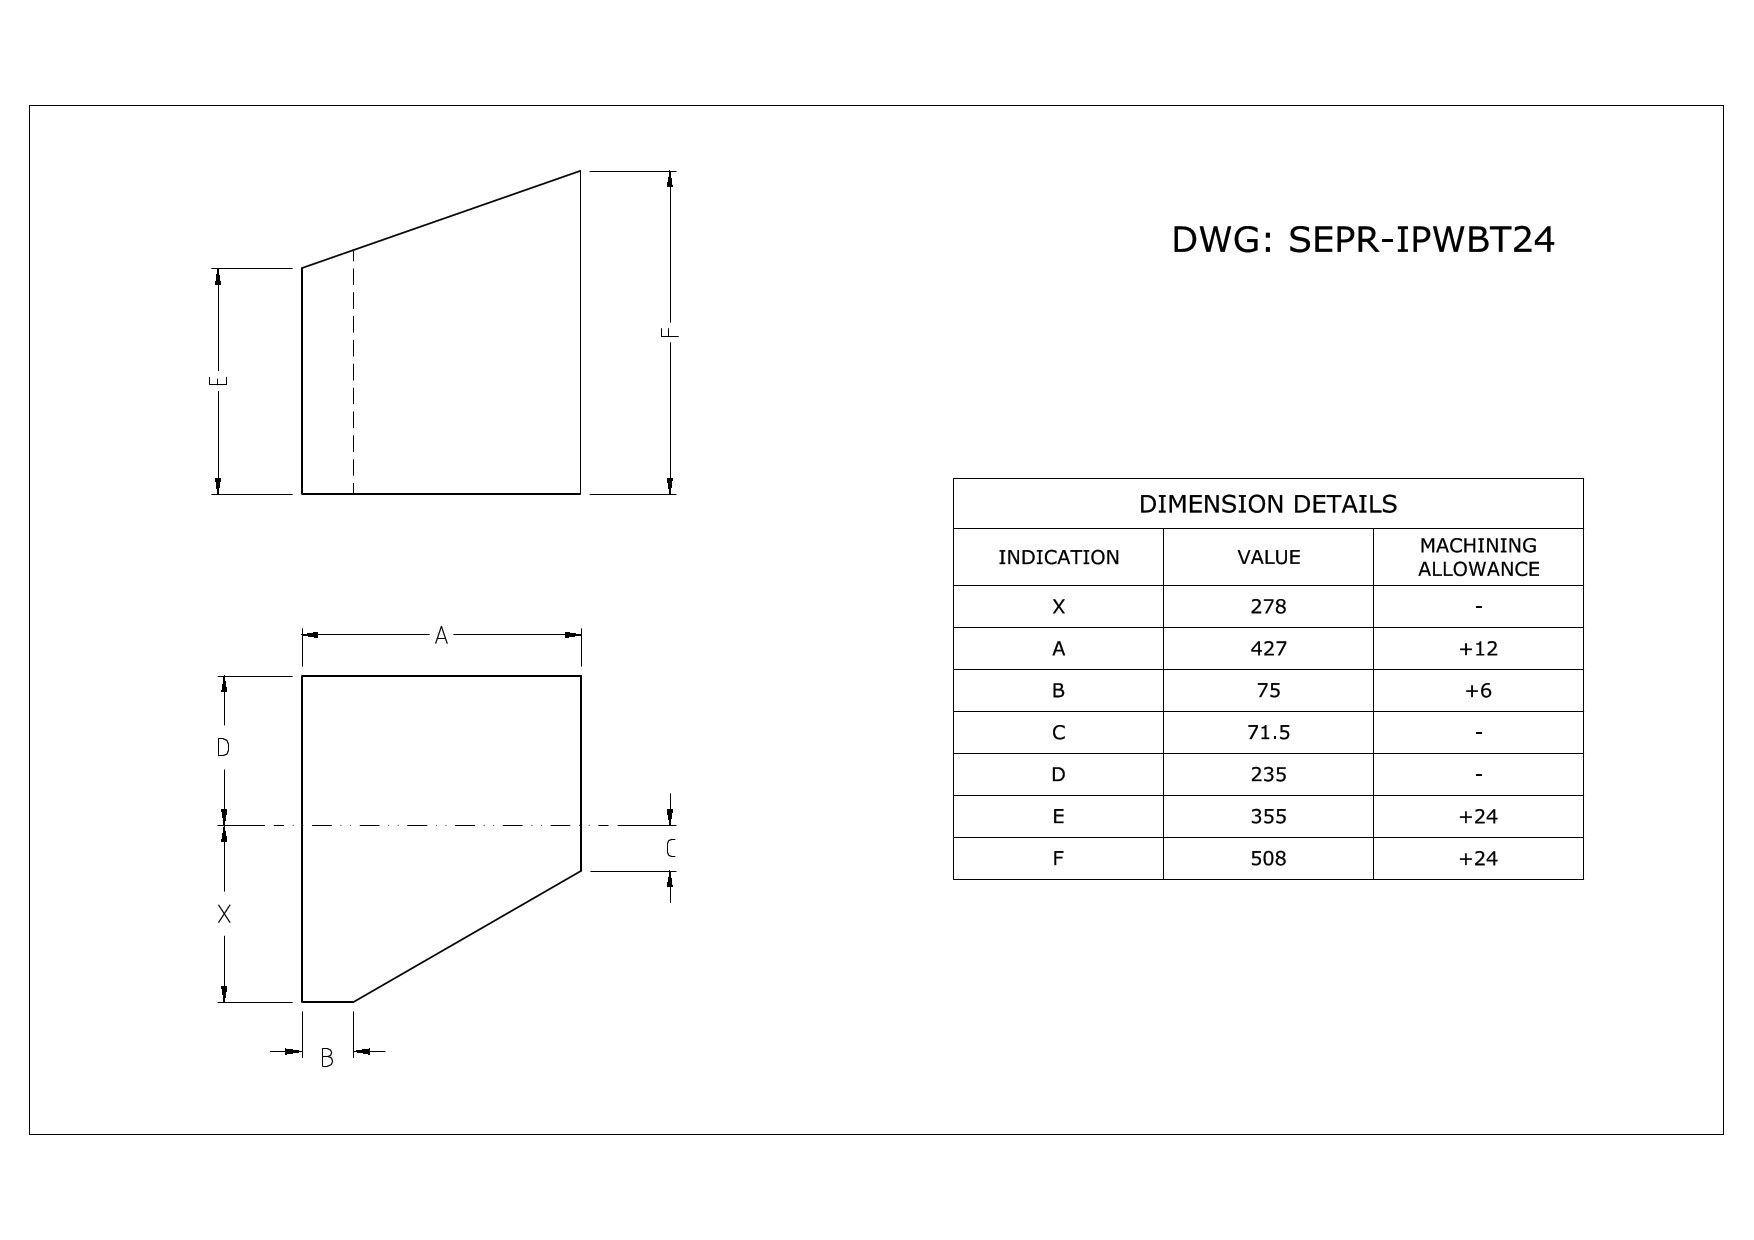 DWG: SEPR-IPWBT24
F
E
A
D
C
X
B
DIMENSION DETAILS
INDICATION VALUE MACHINING
ALLOWANCE
X 278 -
A 427 +12
B 75 +6
C 71.5 -
D 235 -
E 355 +24
F 508 +24